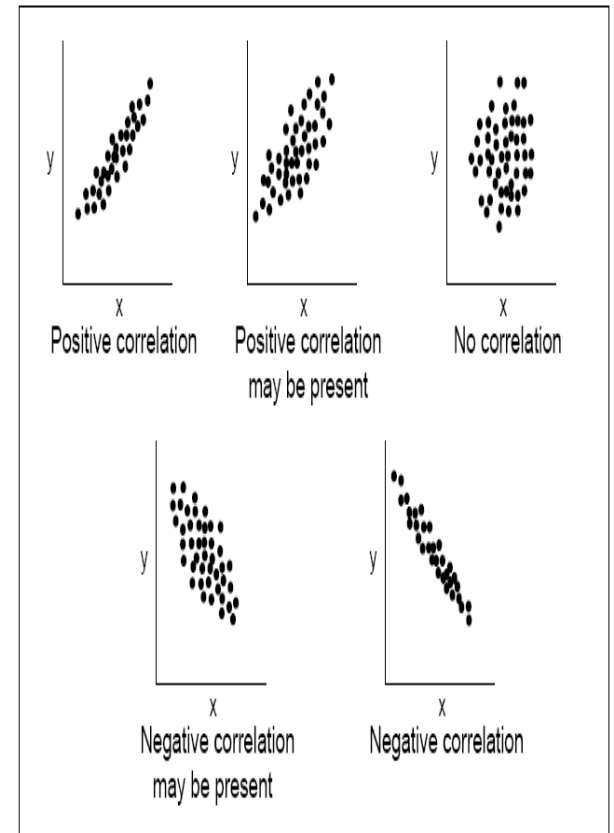 y
x
Positive correlation
y
x
Positive correlation
may be present
y
x
No correlation
y
x
Negative correlation
may be present
y
x
Negative correlation